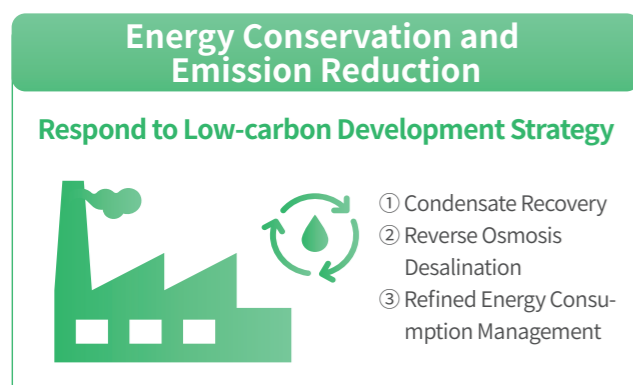 Energy Conservation and
Emission Reduction
Respond to Low-carbon Development Strategy
① Condensate Recovery
② Reverse Osmosis
Desalination
③ Refined Energy Consu-
mption Management